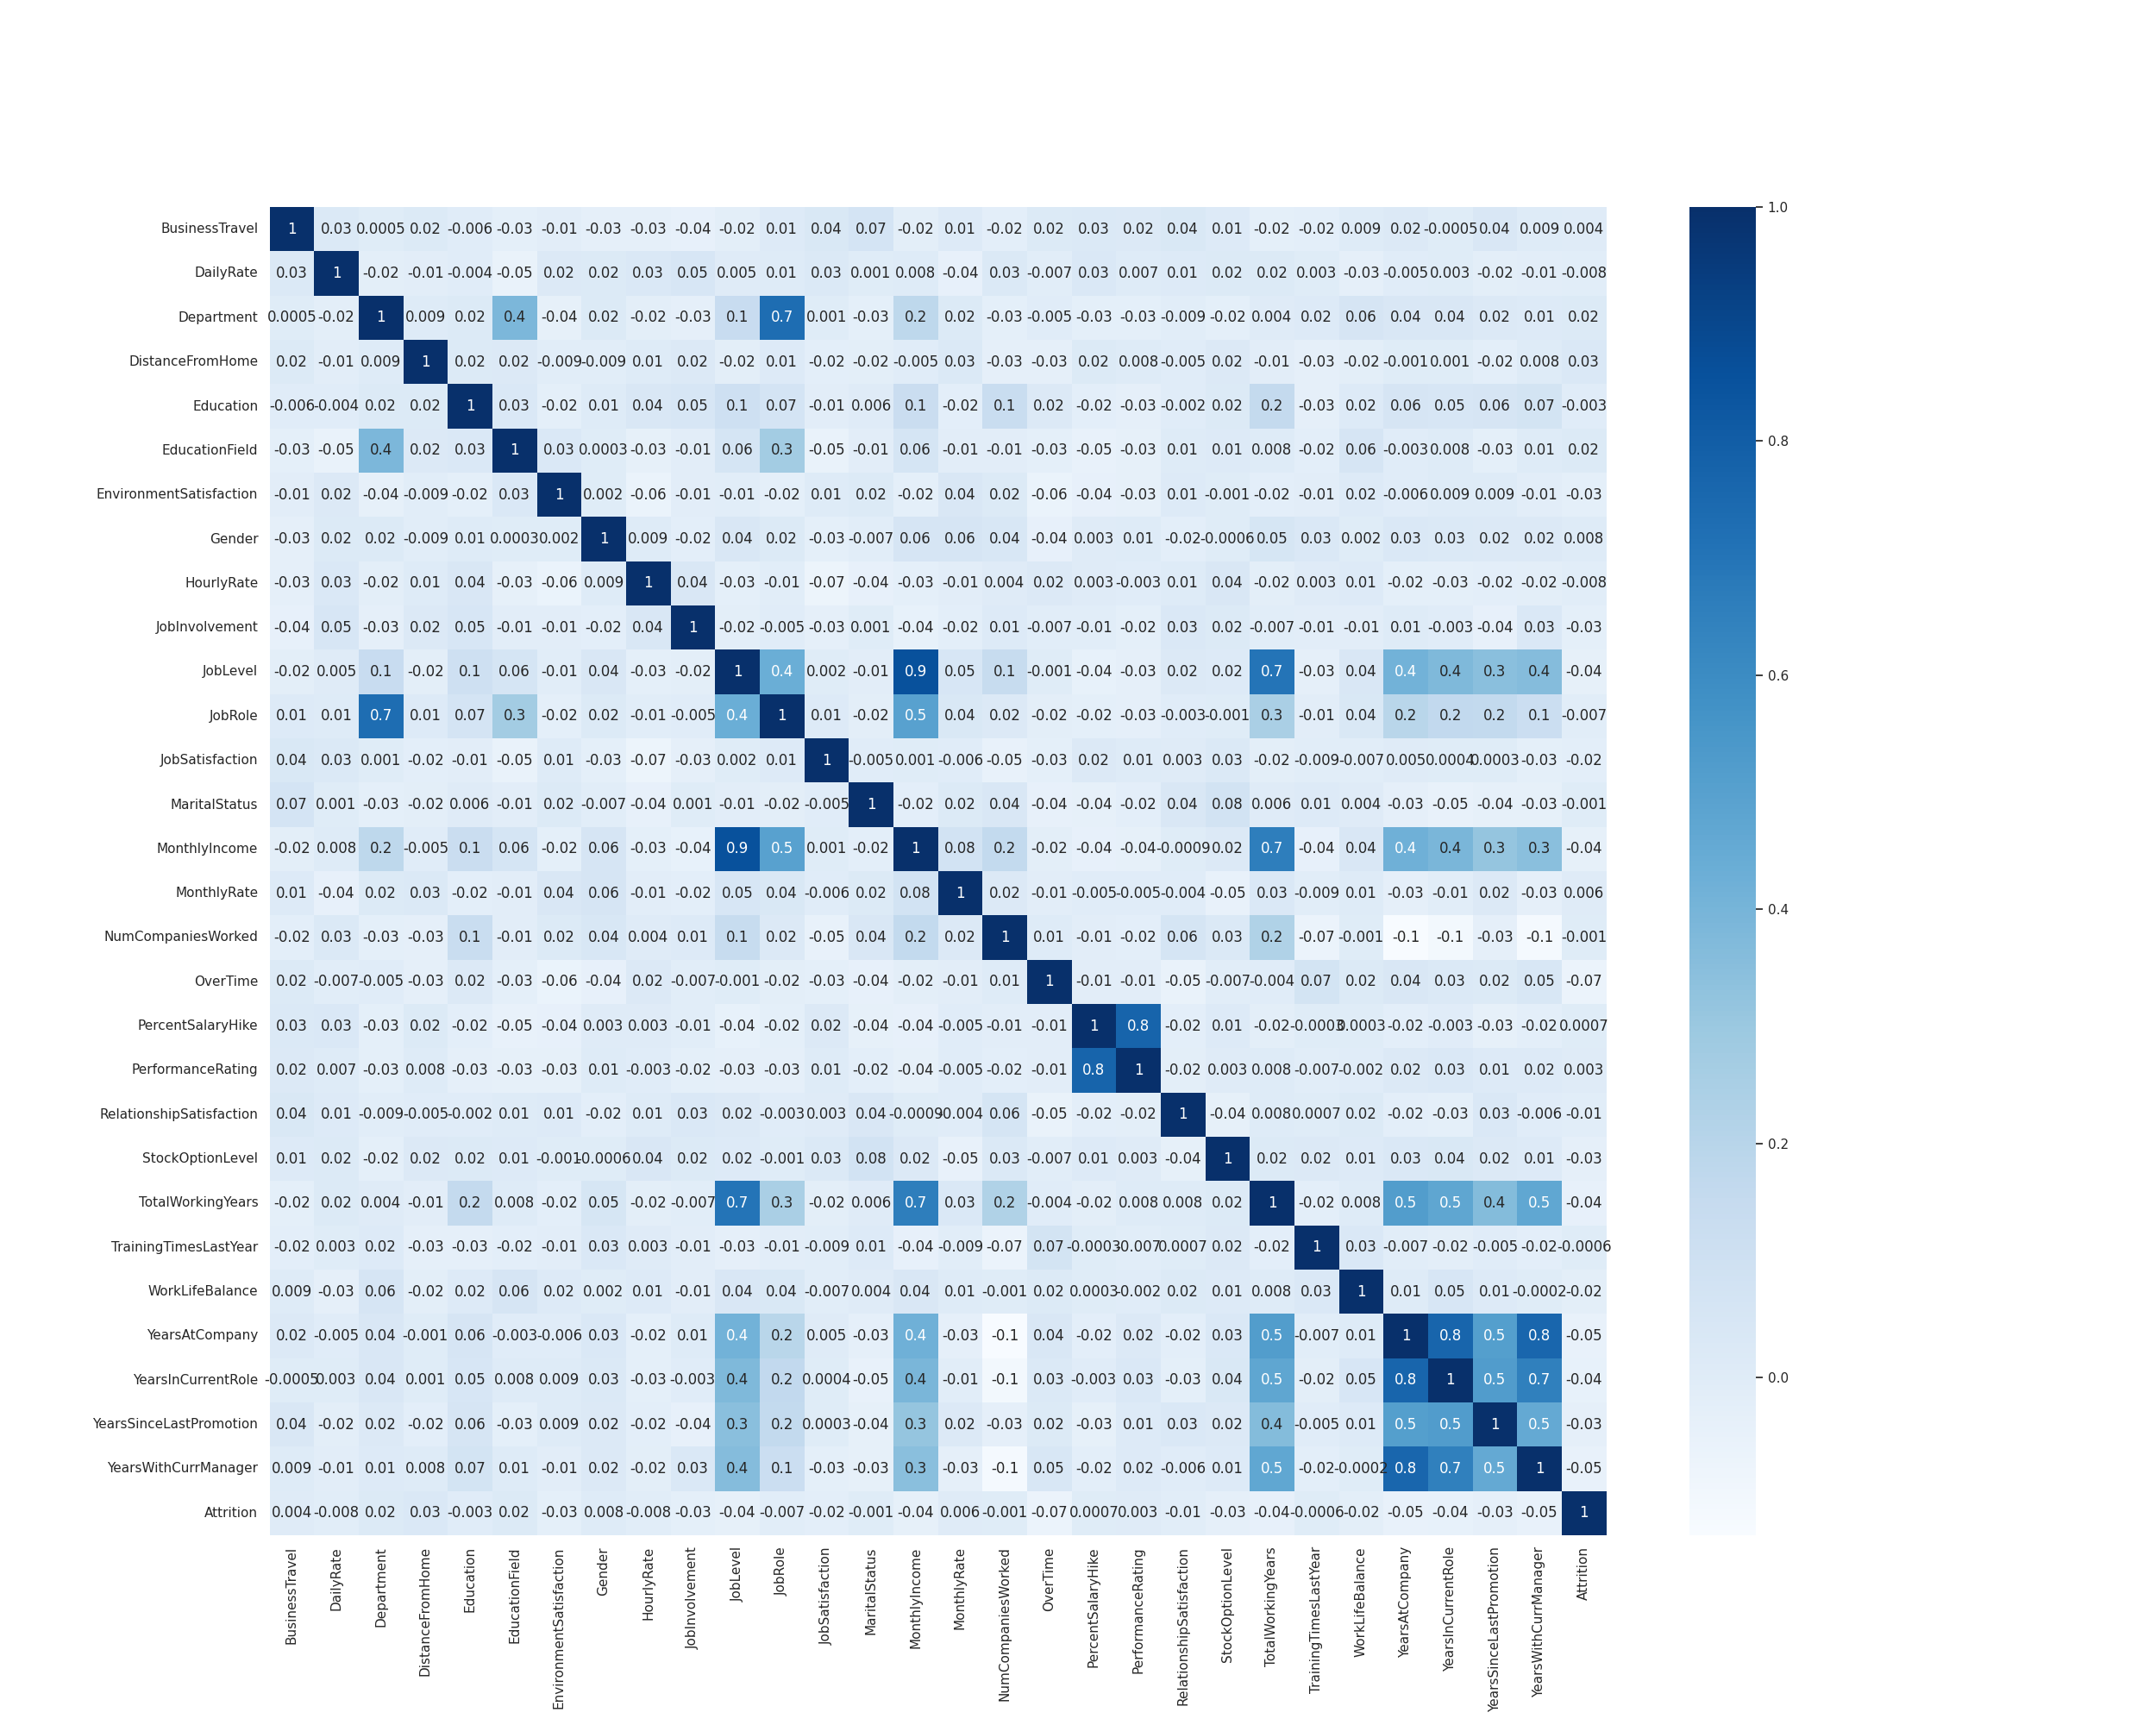 BusinessTravel 1 0.03 0.0005 0.02 -0.006 -0.03 -0.01 -0.03 -0.03 -0.04 -0.02 0.01 0.04 0.07 -0.02 0.01 -0.02 0.02 0.03 0.02 0.04 0.01 -0.02 -0.02 0.009 0.02 -0.0005 0.04 0.009 0.004 1.0
DailyRate 0.03 1 -0.02 -0.01 -0.004 -0.05 0.02 0.02 0.03 0.05 0.005 0.01 0.03 0.001 0.008 -0.04 0.03 -0.007 0.03 0.007 0.01 0.02 0.02 0.003 -0.03 -0.005 0.003 -0.02 -0.01 -0.008
Department 0.0005 -0.02 1 0.009 0.02 0.4 -0.04 0.02 -0.02 -0.03 0.1 0.7 0.001 -0.03 0.2 0.02 -0.03 -0.005 -0.03 -0.03 -0.009 -0.02 0.004 0.02 0.06 0.04 0.04 0.02 0.01 0.02
DistanceFromHome 0.02 -0.01 0.009 1 0.02 0.02 -0.009 -0.009 0.01 0.02 -0.02 0.01 -0.02 -0.02 -0.005 0.03 -0.03 -0.03 0.02 0.008 -0.005 0.02 -0.01 -0.03 -0.02 -0.001 0.001 -0.02 0.008 0.03
Education -0.006 -0.004 0.02 0.02 1 0.03 -0.02 0.01 0.04 0.05 0.1 0.07 -0.01 0.006 0.1 -0.02 0.1 0.02 -0.02 -0.03 -0.002 0.02 0.2 -0.03 0.02 0.06 0.05 0.06 0.07 -0.003
0.8
EducationField -0.03 -0.05 0.4 0.02 0.03 1 0.03 0.0003 -0.03 -0.01 0.06 0.3 -0.05 -0.01 0.06 -0.01 -0.01 -0.03 -0.05 -0.03 0.01 0.01 0.008 -0.02 0.06 -0.003 0.008 -0.03 0.01 0.02
EnvironmentSatisfaction -0.01 0.02 -0.04 -0.009 -0.02 0.03 1 0.002 -0.06 -0.01 -0.01 -0.02 0.01 0.02 -0.02 0.04 0.02 -0.06 -0.04 -0.03 0.01 -0.001 -0.02 -0.01 0.02 -0.006 0.009 0.009 -0.01 -0.03
Gender -0.03 0.02 0.02 -0.009 0.01 0.0003 0.002 1 0.009 -0.02 0.04 0.02 -0.03 -0.007 0.06 0.06 0.04 -0.04 0.003 0.01 -0.02 -0.0006 0.05 0.03 0.002 0.03 0.03 0.02 0.02 0.008
HourlyRate -0.03 0.03 -0.02 0.01 0.04 -0.03 -0.06 0.009 1 0.04 -0.03 -0.01 -0.07 -0.04 -0.03 -0.01 0.004 0.02 0.003 -0.003 0.01 0.04 -0.02 0.003 0.01 -0.02 -0.03 -0.02 -0.02 -0.008
JobInvolvement -0.04 0.05 -0.03 0.02 0.05 -0.01 -0.01 -0.02 0.04 1 -0.02 -0.005 -0.03 0.001 -0.04 -0.02 0.01 -0.007 -0.01 -0.02 0.03 0.02 -0.007 -0.01 -0.01 0.01 -0.003 -0.04 0.03 -0.03
JobLevel -0.02 0.005 0.1 -0.02 0.1 0.06 -0.01 0.04 -0.03 -0.02 1 0.4 0.002 -0.01 0.9 0.05 0.1 -0.001 -0.04 -0.03 0.02 0.02 0.7 -0.03 0.04 0.4 0.4 0.3 0.4 -0.04
0.6
JobRole 0.01 0.01 0.7 0.01 0.07 0.3 -0.02 0.02 -0.01 -0.005 0.4 1 0.01 -0.02 0.5 0.04 0.02 -0.02 -0.02 -0.03 -0.003 -0.001 0.3 -0.01 0.04 0.2 0.2 0.2 0.1 -0.007
JobSatisfaction 0.04 0.03 0.001 -0.02 -0.01 -0.05 0.01 -0.03 -0.07 -0.03 0.002 0.01 1 -0.005 0.001 -0.006 -0.05 -0.03 0.02 0.01 0.003 0.03 -0.02 -0.009 -0.007 0.005 0.0004 0.0003 -0.03 -0.02
MaritalStatus 0.07 0.001 -0.03 -0.02 0.006 -0.01 0.02 -0.007 -0.04 0.001 -0.01 -0.02 -0.005 1 -0.02 0.02 0.04 -0.04 -0.04 -0.02 0.04 0.08 0.006 0.01 0.004 -0.03 -0.05 -0.04 -0.03 -0.001
MonthlyIncome -0.02 0.008 0.2 -0.005 0.1 0.06 -0.02 0.06 -0.03 -0.04 0.9 0.5 0.001 -0.02 1 0.08 0.2 -0.02 -0.04 -0.04 -0.0009 0.02 0.7 -0.04 0.04 0.4 0.4 0.3 0.3 -0.04
MonthlyRate 0.01 -0.04 0.02 0.03 -0.02 -0.01 0.04 0.06 -0.01 -0.02 0.05 0.04 -0.006 0.02 0.08 1 0.02 -0.01 -0.005 -0.005 -0.004 -0.05 0.03 -0.009 0.01 -0.03 -0.01 0.02 -0.03 0.006
0.4
NumCompaniesWorked -0.02 0.03 -0.03 -0.03 0.1 -0.01 0.02 0.04 0.004 0.01 0.1 0.02 -0.05 0.04 0.2 0.02 1 0.01 -0.01 -0.02 0.06 0.03 0.2 -0.07 -0.001 -0.1 -0.1 -0.03 -0.1 -0.001
OverTime 0.02 -0.007 -0.005 -0.03 0.02 -0.03 -0.06 -0.04 0.02 -0.007 -0.001 -0.02 -0.03 -0.04 -0.02 -0.01 0.01 1 -0.01 -0.01 -0.05 -0.007 -0.004 0.07 0.02 0.04 0.03 0.02 0.05 -0.07
PercentSalaryHike 0.03 0.03 -0.03 0.02 -0.02 -0.05 -0.04 0.003 0.003 -0.01 -0.04 -0.02 0.02 -0.04 -0.04 -0.005 -0.01 -0.01 1 0.8 -0.02 0.01 -0.02 -0.0003 0.0003 -0.02 -0.003 -0.03 -0.02 0.0007
PerformanceRating 0.02 0.007 -0.03 0.008 -0.03 -0.03 -0.03 0.01 -0.003 -0.02 -0.03 -0.03 0.01 -0.02 -0.04 -0.005 -0.02 -0.01 0.8 1 -0.02 0.003 0.008 -0.007 -0.002 0.02 0.03 0.01 0.02 0.003
RelationshipSatisfaction 0.04 0.01 -0.009 -0.005 -0.002 0.01 0.01 -0.02 0.01 0.03 0.02 -0.003 0.003 0.04 -0.0009 -0.004 0.06 -0.05 -0.02 -0.02 1 -0.04 0.008 0.0007 0.02 -0.02 -0.03 0.03 -0.006 -0.01
0.2
StockOptionLevel 0.01 0.02 -0.02 0.02 0.02 0.01 -0.001 -0.0006 0.04 0.02 0.02 -0.001 0.03 0.08 0.02 -0.05 0.03 -0.007 0.01 0.003 -0.04 1 0.02 0.02 0.01 0.03 0.04 0.02 0.01 -0.03
TotalWorkingYears -0.02 0.02 0.004 -0.01 0.2 0.008 -0.02 0.05 -0.02 -0.007 0.7 0.3 -0.02 0.006 0.7 0.03 0.2 -0.004 -0.02 0.008 0.008 0.02 1 -0.02 0.008 0.5 0.5 0.4 0.5 -0.04
TrainingTimesLastYear -0.02 0.003 0.02 -0.03 -0.03 -0.02 -0.01 0.03 0.003 -0.01 -0.03 -0.01 -0.009 0.01 -0.04 -0.009 -0.07 0.07 -0.0003 -0.007 0.0007 0.02 -0.02 1 0.03 -0.007 -0.02 -0.005 -0.02 -0.0006
WorkLifeBalance 0.009 -0.03 0.06 -0.02 0.02 0.06 0.02 0.002 0.01 -0.01 0.04 0.04 -0.007 0.004 0.04 0.01 -0.001 0.02 0.0003 -0.002 0.02 0.01 0.008 0.03 1 0.01 0.05 0.01 -0.0002 -0.02
YearsAtCompany 0.02 -0.005 0.04 -0.001 0.06 -0.003 -0.006 0.03 -0.02 0.01 0.4 0.2 0.005 -0.03 0.4 -0.03 -0.1 0.04 -0.02 0.02 -0.02 0.03 0.5 -0.007 0.01 1 0.8 0.5 0.8 -0.05
YearsInCurrentRole -0.0005 0.003 0.04 0.001 0.05 0.008 0.009 0.03 -0.03 -0.003 0.4 0.2 0.0004 -0.05 0.4 -0.01 -0.1 0.03 -0.003 0.03 -0.03 0.04 0.5 -0.02 0.05 0.8 1 0.5 0.7 -0.04 0.0
YearsSinceLastPromotion 0.04 -0.02 0.02 -0.02 0.06 -0.03 0.009 0.02 -0.02 -0.04 0.3 0.2 0.0003 -0.04 0.3 0.02 -0.03 0.02 -0.03 0.01 0.03 0.02 0.4 -0.005 0.01 0.5 0.5 1 0.5 -0.03
YearsWithCurrManager 0.009 -0.01 0.01 0.008 0.07 0.01 -0.01 0.02 -0.02 0.03 0.4 0.1 -0.03 -0.03 0.3 -0.03 -0.1 0.05 -0.02 0.02 -0.006 0.01 0.5 -0.02 -0.0002 0.8 0.7 0.5 1 -0.05
Attrition 0.004 -0.008 0.02 0.03 -0.003 0.02 -0.03 0.008 -0.008 -0.03 -0.04 -0.007 -0.02 -0.001 -0.04 0.006 -0.001 -0.07 0.0007 0.003 -0.01 -0.03 -0.04 -0.0006 -0.02 -0.05 -0.04 -0.03 -0.05 1
BusinessTravel
DailyRate
Department
DistanceFromHome
Education
EducationField
EnvironmentSatisfaction
Gender
HourlyRate
JobInvolvement
JobLevel
JobRole
JobSatisfaction
MaritalStatus
MonthlyIncome
MonthlyRate
NumCompaniesWorked
OverTime
PercentSalaryHike
PerformanceRating
RelationshipSatisfaction
StockOptionLevel
TotalWorkingYears
TrainingTimesLastYear
WorkLifeBalance
YearsAtCompany
YearsInCurrentRole
YearsSinceLastPromotion
YearsWithCurrManager
Attrition